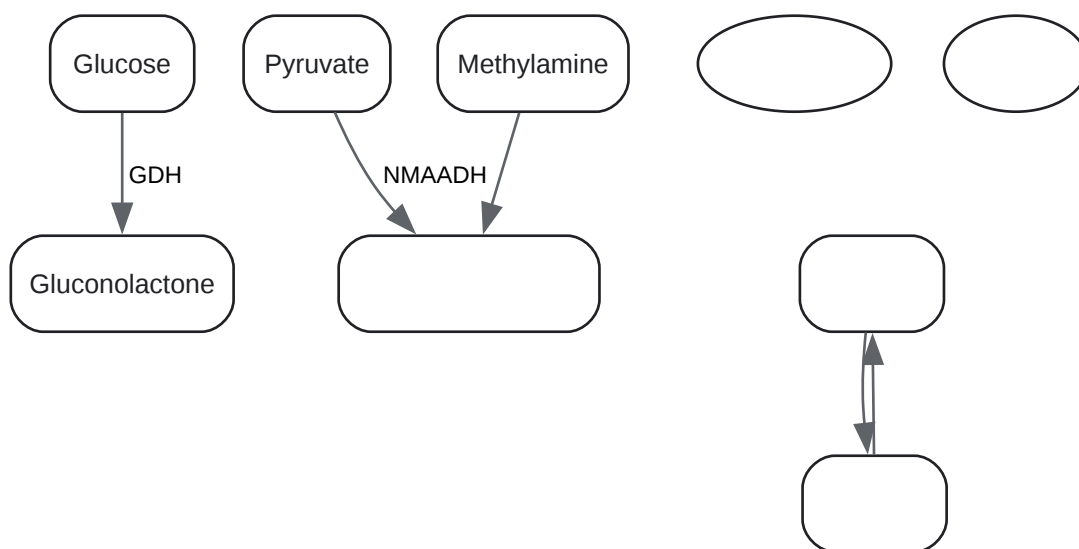 Glucose
Pyruvate
Methylamine
GDH
NMAADH
Gluconolactone